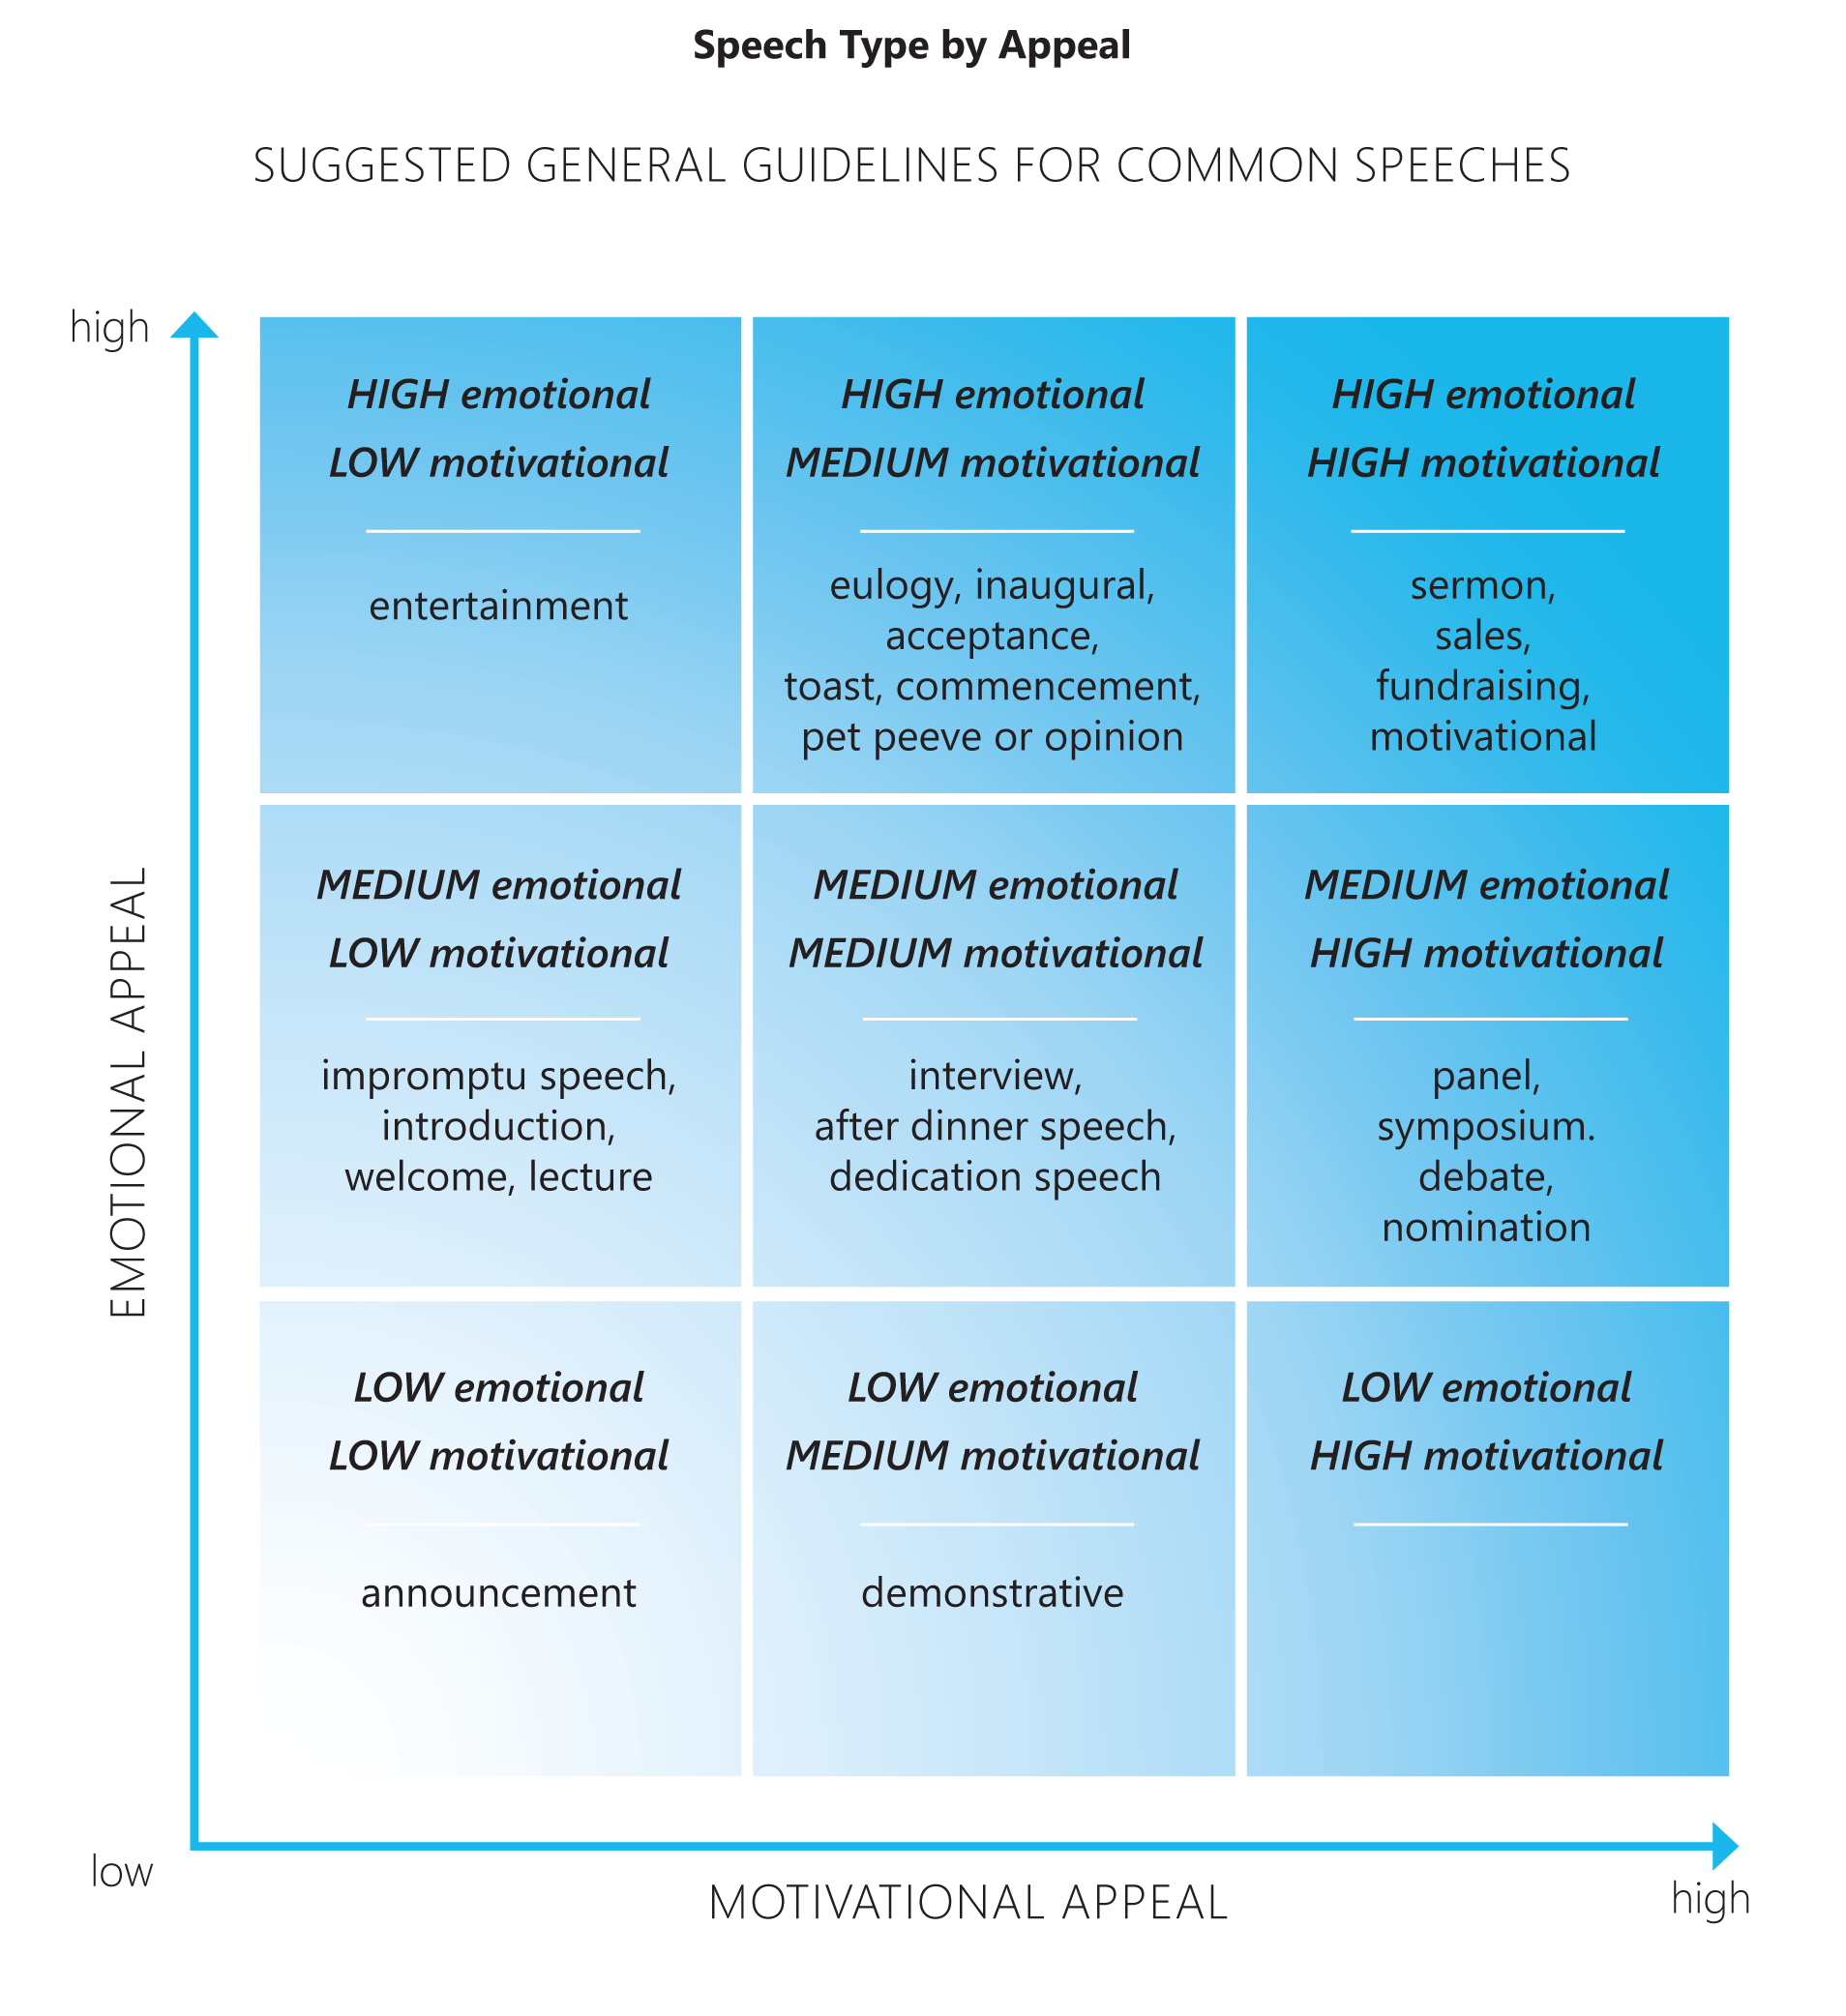 Speech Type by Appeal
SUGGESTED GENERAL GUIDELINES FOR COMMON SPEECHES
high
EMOTIONAL APPEAL
HIGH emotional
LOW motivational
entertainment
HIGH emotional
MEDIUM motivational
eulogy, inaugural,
acceptance,
toast, commencement,
pet peeve or opinion
HIGH emotional
HIGH motivational
sermon,
sales,
fundraising,
motivational
MEDIUM emotional
LOW motivational
impromptu speech,
introduction,
welcome, lecture
MEDIUM emotional
MEDIUM motivational
interview,
after dinner speech,
dedication speech
MEDIUM emotional
HIGH motivational
panel,
symposium.
debate,
nomination
LOW emotional
LOW motivational
announcement
LOW emotional
MEDIUM motivational
demonstrative
LOW emotional
HIGH motivational
low
MOTIVATIONAL APPEAL
high